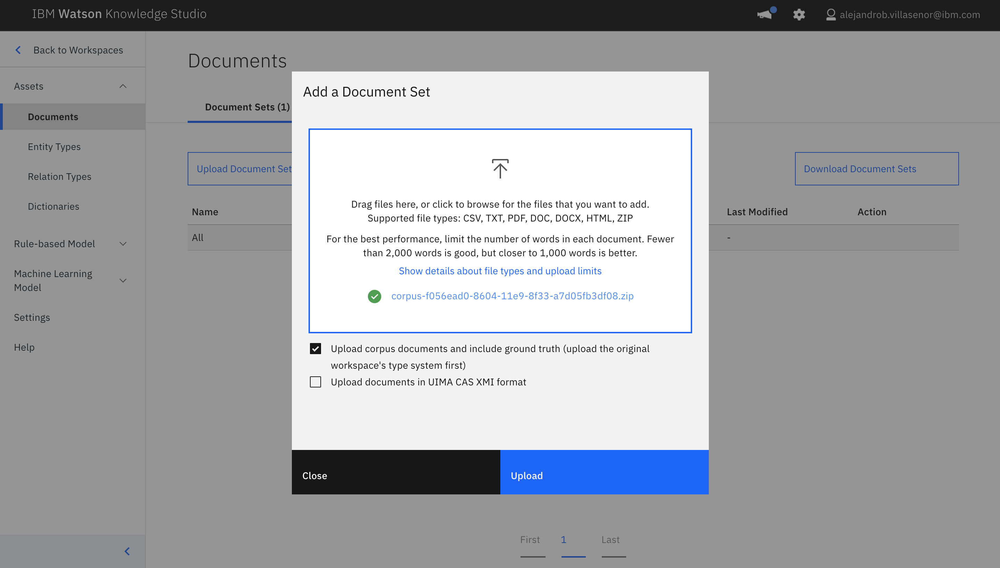 IBM Watson Knowledge Studio
alejandrob.villasenor@ibm.com
Back to Workspaces
Assets
Documents
Entity Types
Relation Types
Dictionaries
Rule-based Model
Machine Learning
Model
Settings
Help
Documents
Document Sets (1)
Upload Document Set
Download Document Sets
Name
Last Modified
Action
All
-
Add a Document Set
Drag files here, or click to browse for the files that you want to add.
Supported file types: CSV, TXT, PDF, DOC, DOCX, HTML, ZIP
For the best performance, limit the number of words in each document. Fewer
than 2,000 words is good, but closer to 1,000 words is better.
Show details about file types and upload limits
corpus-f056ead0-8604-11e9-8f33-a7d05fb3df08.zip
Upload corpus documents and include ground truth (upload the original
workspace's type system first)
Upload documents in UIMA CAS XMI format
Close
Upload
First
1
Last